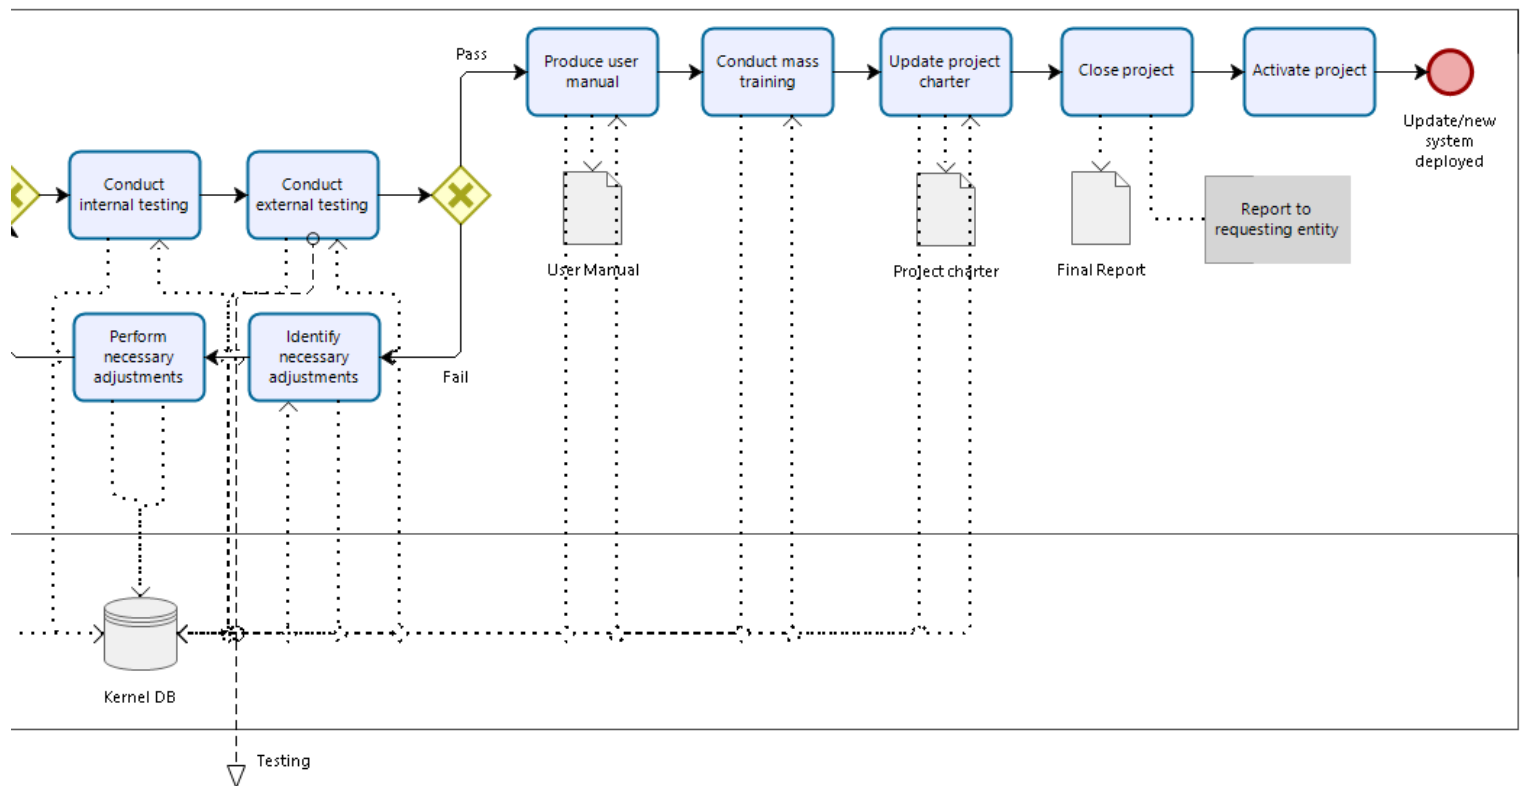 Pass
Produce user
manual
Conduct mass
training
Update project
charter
Close project
Activate project
Update/new
system
deployed
Conduct
internal testing
Conduct
external testing
Report to
requesting entity
User Manual
Project charter
Final Report
Perform
necessary
adjustments
Identify
necessary
adjustments
Fail
Kernel DB
Testing